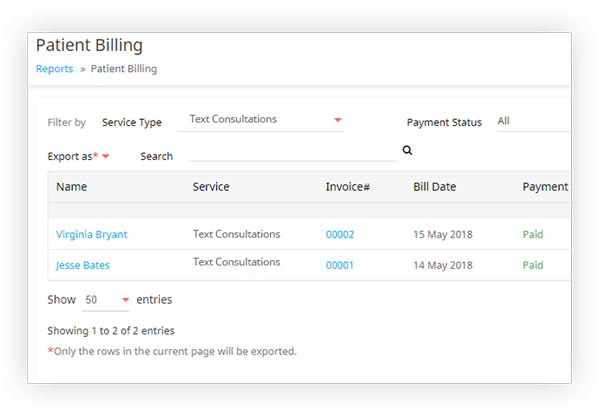 Patient Billing
Reports » Patient Billing
Filter by Service Type Text Consultations Payment Status All
Export as* Search
Name Service Invoice# Bill Date Payment
Virginia Bryant Text Consultations 00002 15 May 2018 Paid
Jesse Bates Text Consultations 00001 14 May 2018 Paid
Show 50 entries
Showing 1 to 2 of 2 entries
*Only the rows in the current page will be exported.